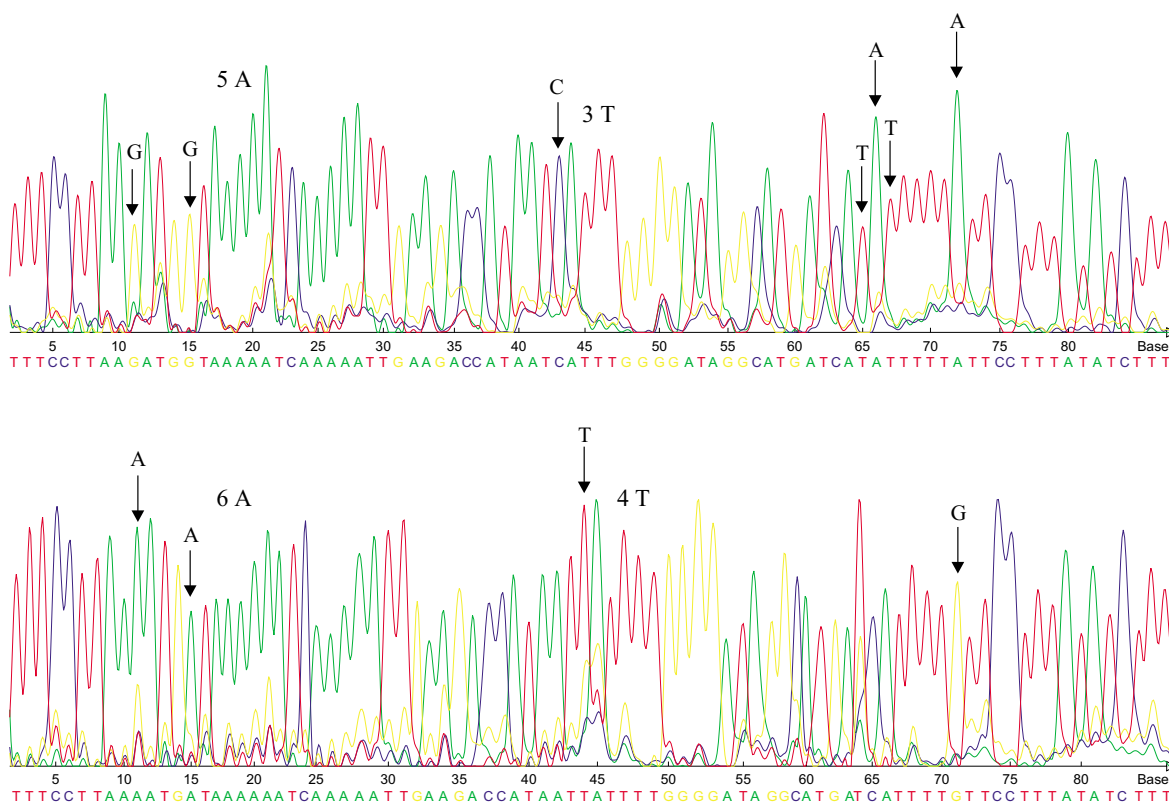 A
A
5 A
C
3 T
T
G
G
T
5 10 15 20 25 30 35 40 45 50 55 60 65 70 75 80 Base
TTTCCTTAAGATGGTAAAAATCAAAAATTGAAGACCATAATCATTTGGGGATAGGCATGATCATATTTTTATTCCTTTATATCTTT
T
A
6 A
4 T
A
G
5 10 15 20 25 30 35 40 45 50 55 60 65 70 75 80 Base
TTTCCTTAAAATGATAAAAAATCAAAAATTGAAGACCATAATTATTTTGGGGATAGGCATGATCATTTTGTTCCTTTATATCTTT